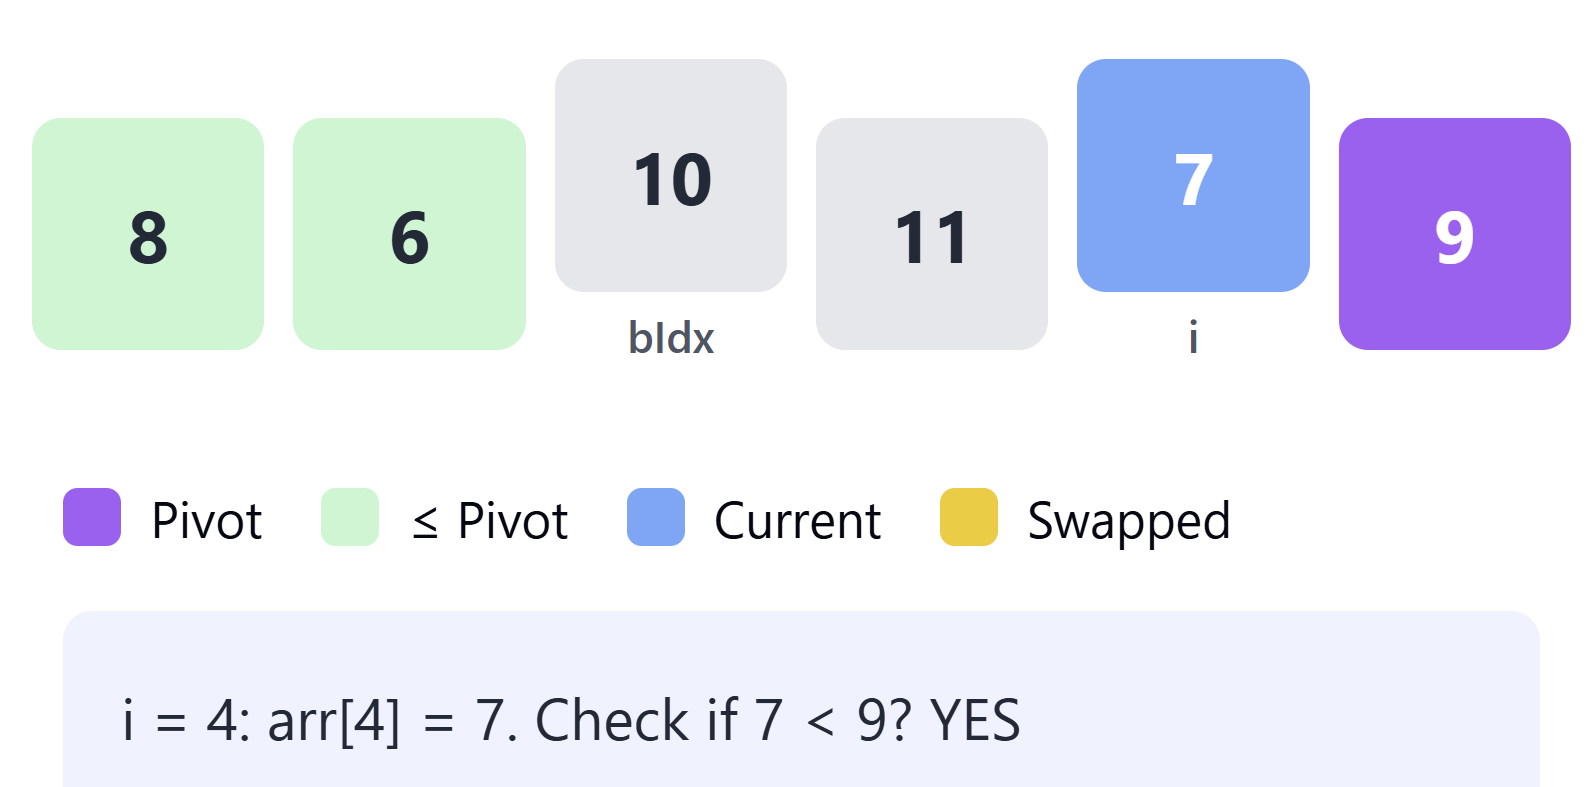 8 6 10 11 7 9
bIdx i
Pivot ≤ Pivot Current Swapped
i = 4: arr[4] = 7. Check if 7 < 9? YES